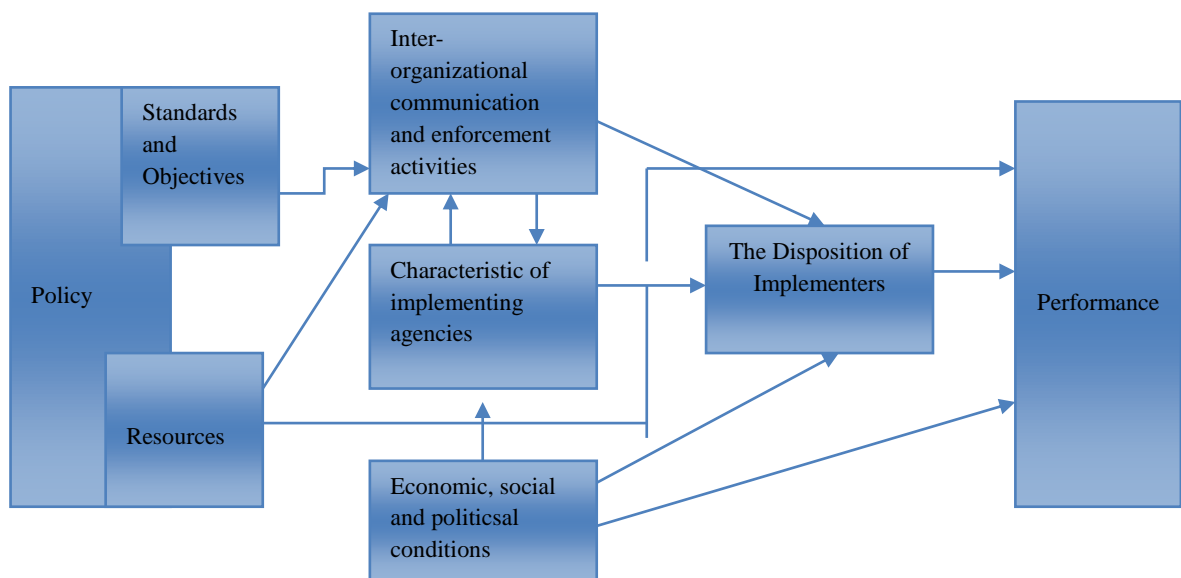 Policy
Standards
and
Objectives
Resources
Inter-
organizational
communication
and enforcement
activities
Characteristic of
implementing
agencies
Economic, social
and politicsal
conditions
The Disposition of
Implementers
Performance